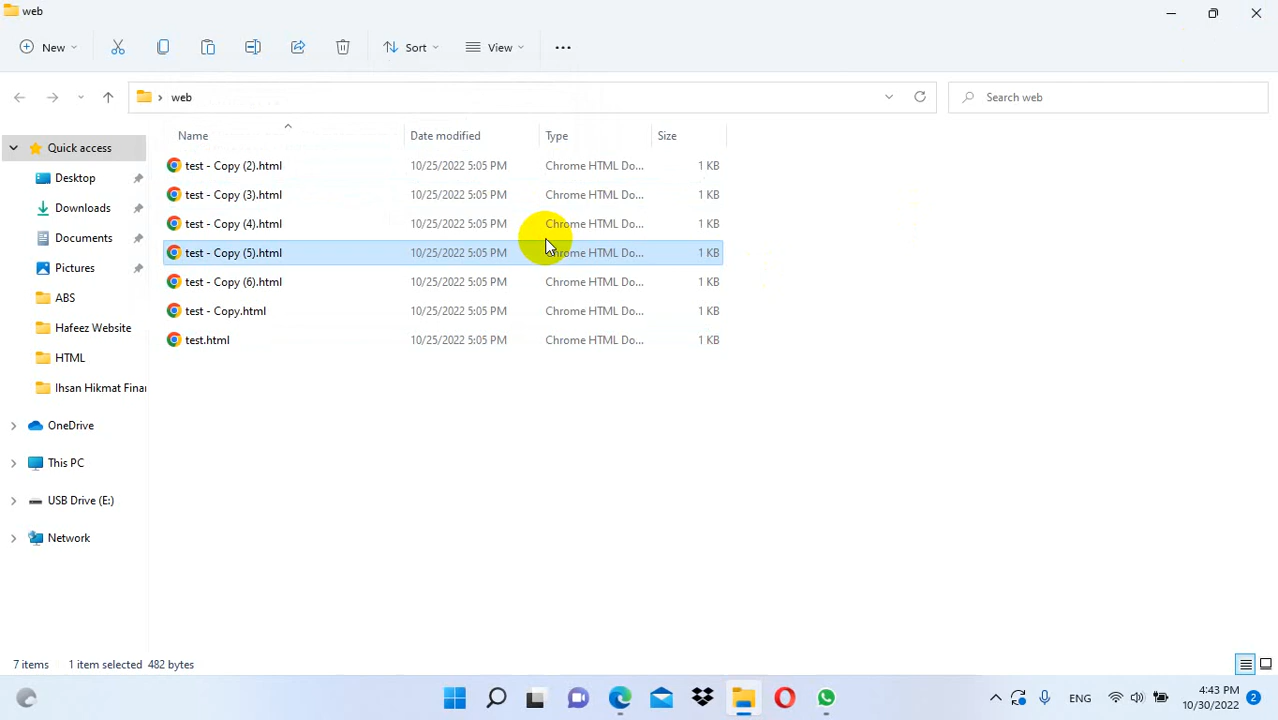 web
New
Sort
View
web
Search web
Name Date modified Type Size
test - Copy (2).html 10/25/2022 5:05 PM Chrome HTML Do... 1 KB
test - Copy (3).html 10/25/2022 5:05 PM Chrome HTML Do... 1 KB
test - Copy (4).html 10/25/2022 5:05 PM Chrome HTML Do... 1 KB
test - Copy (5).html 10/25/2022 5:05 PM Chrome HTML Do... 1 KB
test - Copy (6).html 10/25/2022 5:05 PM Chrome HTML Do... 1 KB
test - Copy.html 10/25/2022 5:05 PM Chrome HTML Do... 1 KB
test.html 10/25/2022 5:05 PM Chrome HTML Do... 1 KB
Quick access
Desktop
Downloads
Documents
Pictures
ABS
Hafeez Website
HTML
Ihsan Hikmat Finar
OneDrive
This PC
USB Drive (E:)
Network
7 items 1 item selected 482 bytes
ENG
4:43 PM
10/30/2022
2